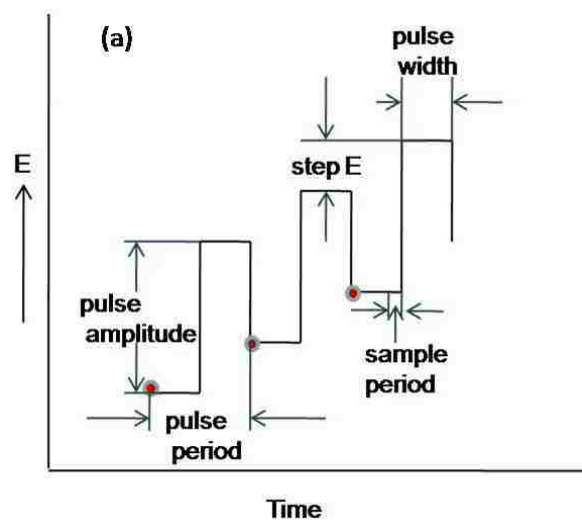 (a)
pulse
width
E
step E
pulse
amplitude
sample
period
pulse
period
Time